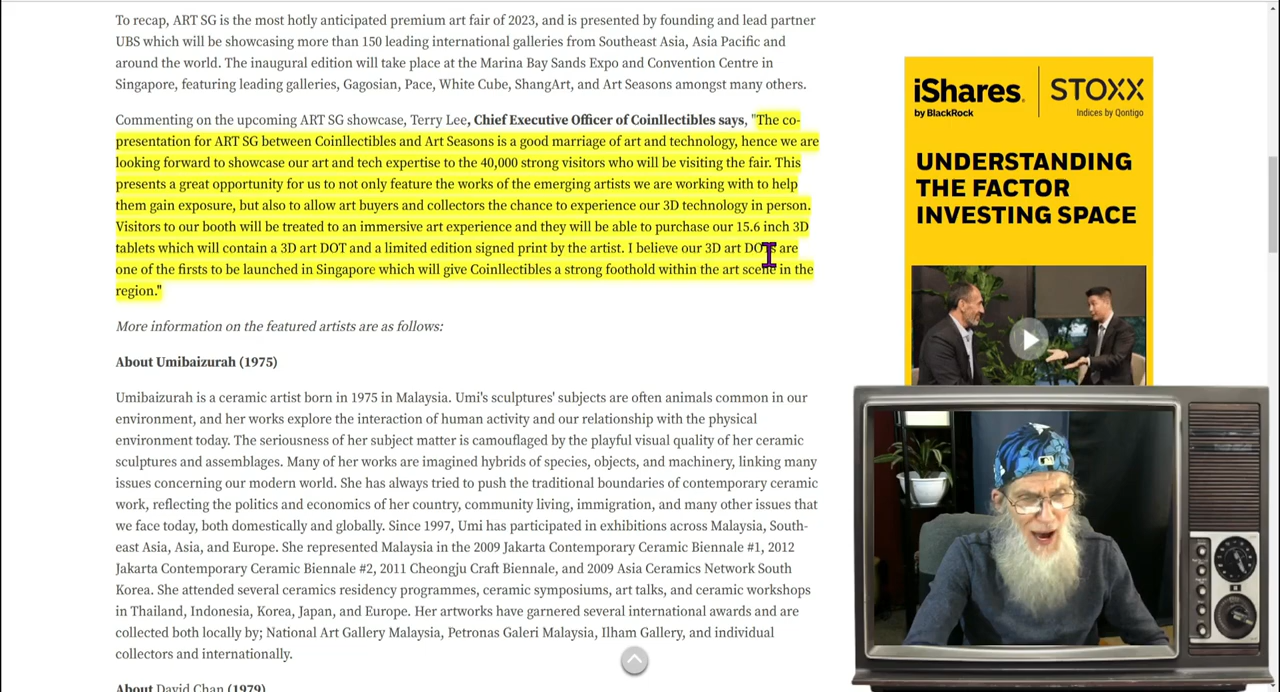 To recap, ART SG is the most hotly anticipated premium art fair of 2023, and is presented by founding and lead partner
UBS which will be showcasing more than 150 leading international galleries from Southeast Asia, Asia Pacific and
around the world. The inaugural edition will take place at the Marina Bay Sands Expo and Convention Centre in
Singapore, featuring leading galleries, Gagosian, Pace, White Cube, ShangArt, and Art Seasons amongst many others.
Commenting on the upcoming ART SG showcase, Terry Lee, Chief Executive Officer of Coinllectibles says, "The co-
presentation for ART SG between Coinllectibles and Art Seasons is a good marriage of art and technology, hence we are
looking forward to showcase our art and tech expertise to the 40,000 strong visitors who will be visiting the fair. This
presents a great opportunity for us to not only feature the works of the emerging artists we are working with to help
them gain exposure, but also to allow art buyers and collectors the chance to experience our 3D technology in person.
Visitors to our booth will be treated to an immersive art experience and they will be able to purchase our 15.6 inch 3D
tablets which will contain a 3D art DOT and a limited edition signed print by the artist. I believe our 3D art DOTs are
one of the firsts to be launched in Singapore which will give Coinllectibles a strong foothold within the art scene in the
region."
More information on the featured artists are as follows:
About Umibaizurah (1975)
Umibaizurah is a ceramic artist born in 1975 in Malaysia. Umi's sculptures' subjects are often animals common in our
environment, and her works explore the interaction of human activity and our relationship with the physical
environment today. The seriousness of her subject matter is camouflaged by the playful visual quality of her ceramic
sculptures and assemblages. Many of her works are imagined hybrids of species, objects, and machinery, linking many
issues concerning our modern world. She has always tried to push the traditional boundaries of contemporary ceramic
work, reflecting the politics and economics of her country, community living, immigration, and many other issues that
we face today, both domestically and globally. Since 1997, Umi has participated in exhibitions across Malaysia, South-
east Asia, Asia, and Europe. She represented Malaysia in the 2009 Jakarta Contemporary Ceramic Biennale #1, 2012
Jakarta Contemporary Ceramic Biennale #2, 2011 Cheongju Craft Biennale, and 2009 Asia Ceramics Network South
Korea. She attended several ceramics residency programmes, ceramic symposiums, art talks, and ceramic workshops
in Thailand, Indonesia, Korea, Japan, and Europe. Her artworks have garnered several international awards and are
collected both locally by; National Art Gallery Malaysia, Petronas Galeri Malaysia, Ilham Gallery, and individual
collectors and internationally.
About David Chan (1979)
iShares.
by BlackRock
STOXX
Indices by Qontigo
UNDERSTANDING
THE FACTOR
INVESTING SPACE